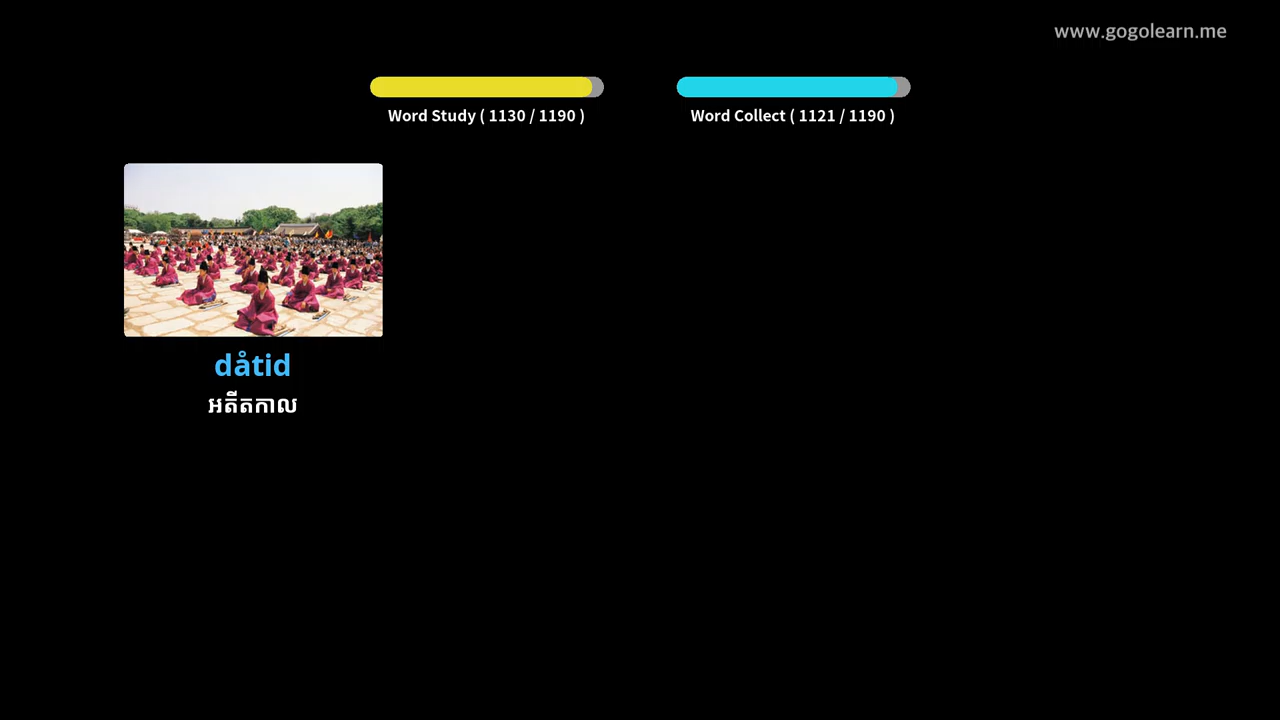 www.gogolearn.me
Word Study ( 1130 / 1190 )
Word Collect ( 1121 / 1190 )
dåtid
អតីតកាល